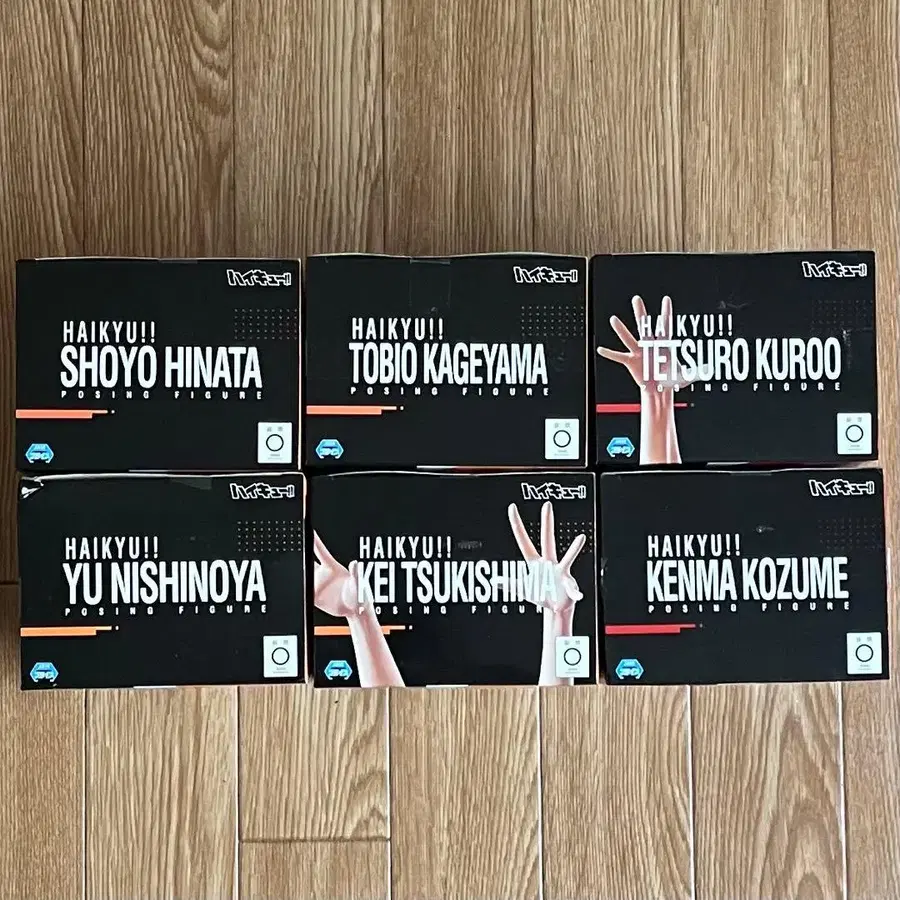 ハイキュー!!
HAIKYU!!
SHOYO HINATA
POSING FIGURE
ハイキュー!!
HAIKYU!!
TOBIO KAGEYAMA
POSING FIGURE
ハイキュー!!
HAIKYU!!
TETSURO KUROO
POSING FIGURE
ハイキュー!!
HAIKYU!!
YU NISHINOYA
POSING FIGURE
ハイキュー!!
HAIKYU!!
KEI TSUKISHIMA
POSING FIGURE
ハイキュー!!
HAIKYU!!
KENMA KOZUME
POSING FIGURE